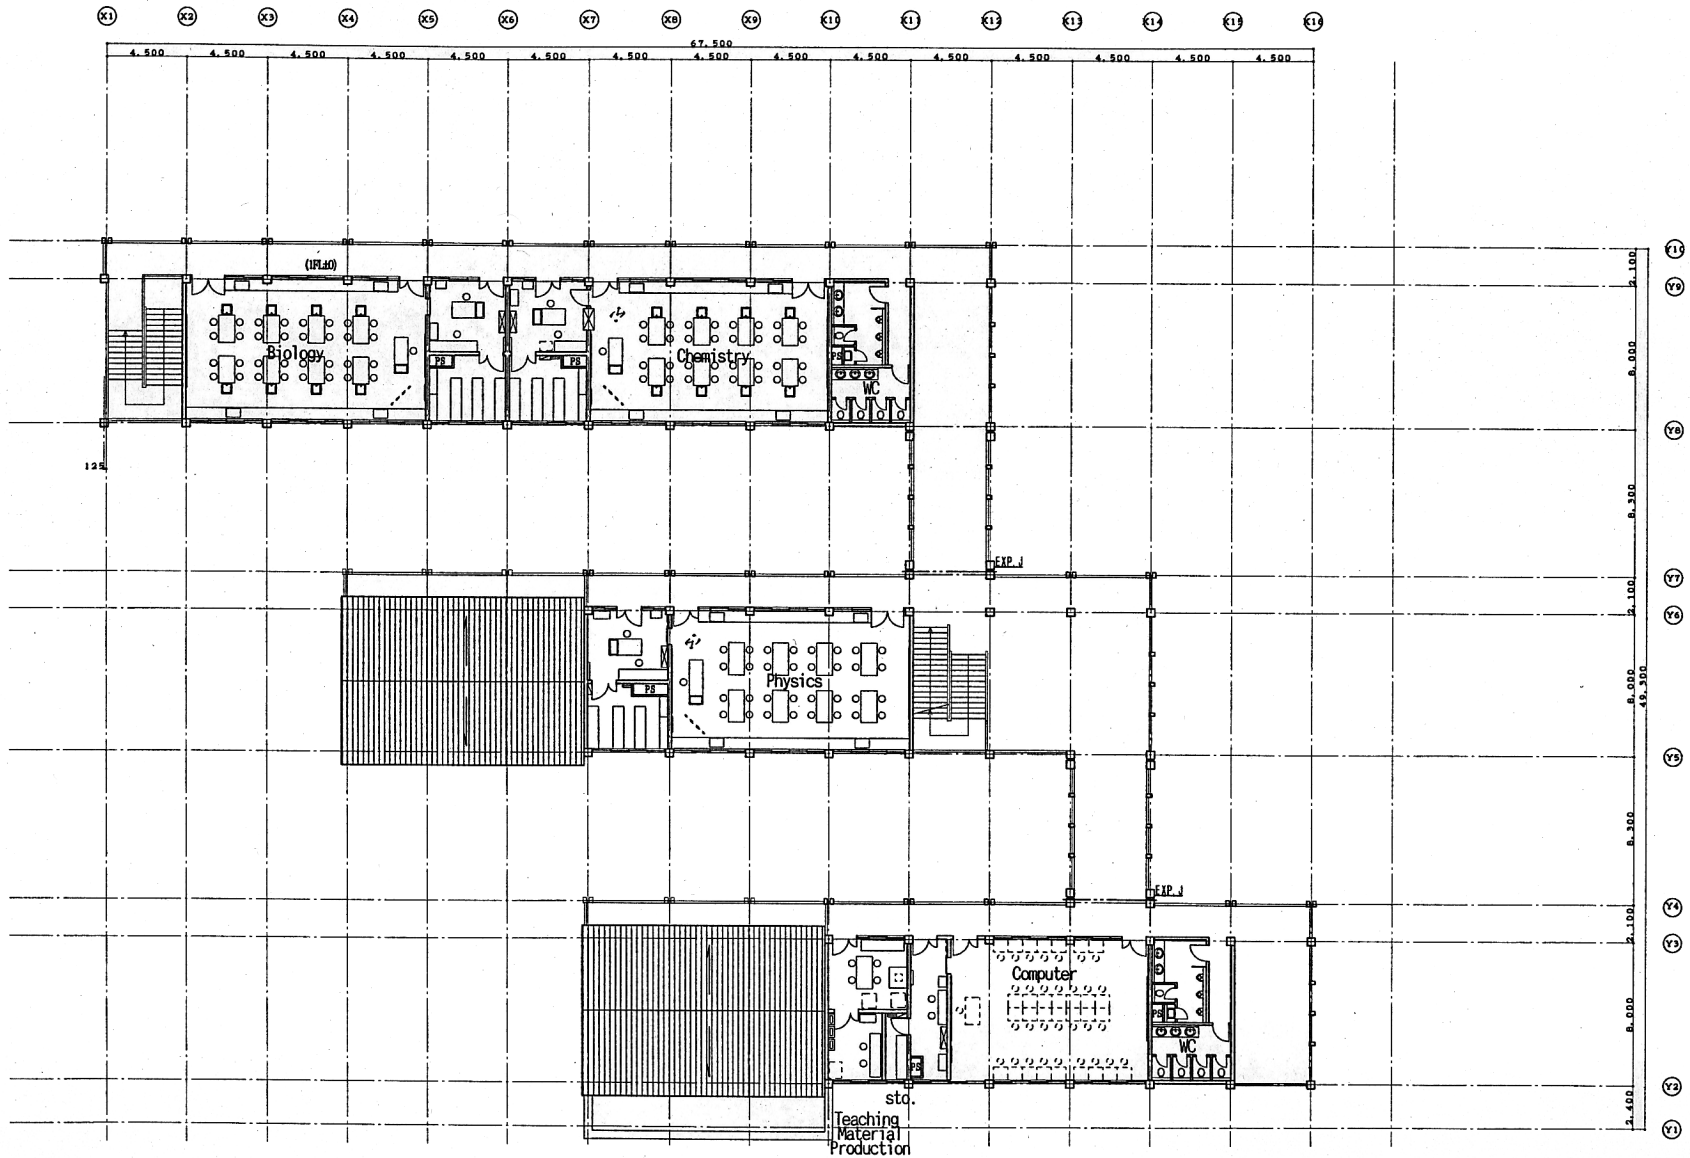 X1 X2 X3 X4 X5 X6 X7 X8 X9 X10 X11 X12 X13 X14 X15 X16
67.500
4.500 4.500 4.500 4.500 4.500 4.500 4.500 4.500 4.500 4.500 4.500 4.500 4.500 4.500 4.500
Y10
2.100
(1FL±0)
Y9
Biology
PS
PS
Chemistry
PS
8.000
WC
Y8
125
8.300
EXP. J
Y7
2.100
Y6
Physics
PS
8.000
49.300
Y5
8.300
EXP. J
Y4
2.100
Y3
Computer
PS
8.000
WC
PS
Y2
sto.
2.400
Teaching
Material
Production
Y1